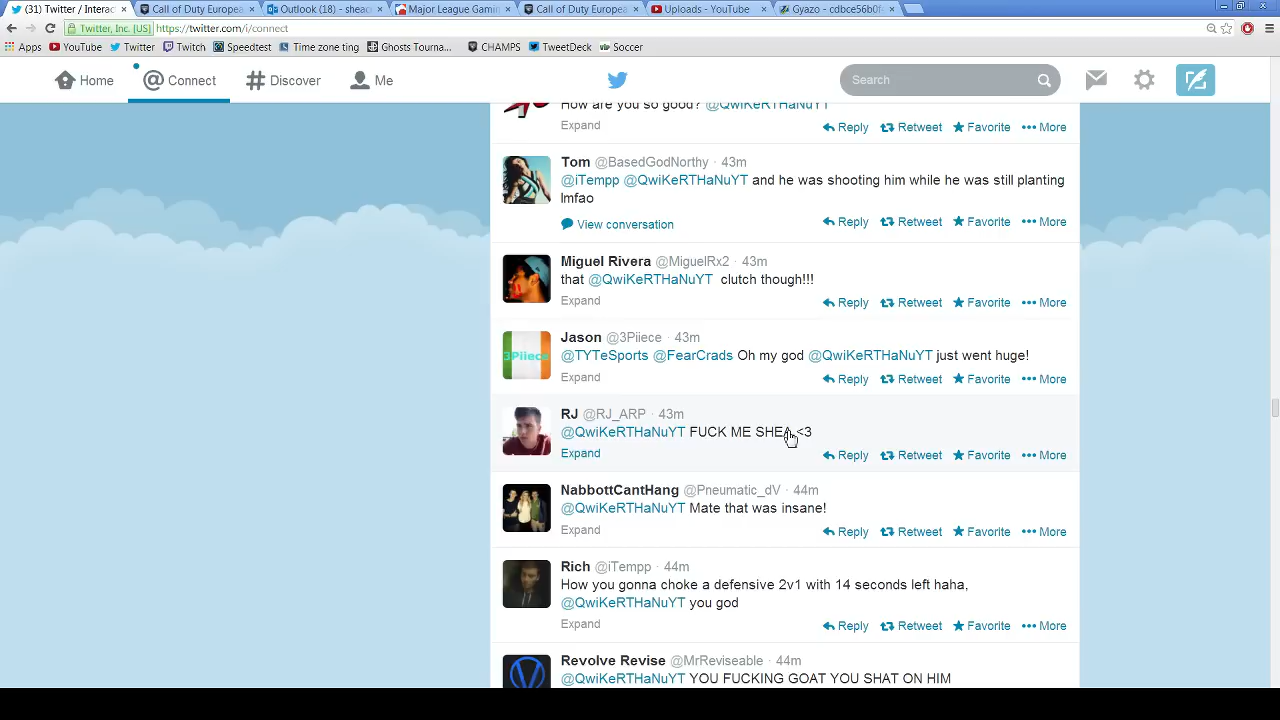 (31) Twitter / Interac
Call of Duty Europea
Outlook (31) - sheac
Major League Gamin
Call of Duty Europea
Uploads - YouTube
Gyazo - cdbce56b0f
Twitter, Inc. [US] https://twitter.com/i/connect
Apps YouTube Twitter Twitch Speedtest Time zone ting Ghosts Tourna... CHAMPS TweetDeck Soccer
Home @ Connect # Discover Me Search
How are you so good? @QwiKeRTHaNuYT
Expand Reply Retweet Favorite ••• More
Tom @BasedGodNorthy · 43m
@iTempp @QwiKeRTHaNuYT and he was shooting him while he was still planting
lmfao
View conversation Reply Retweet Favorite ••• More
Miguel Rivera @MiguelRx2 · 43m
that @QwiKeRTHaNuYT clutch though!!!
Expand Reply Retweet Favorite ••• More
3Piiece
Jason @3Piiece · 43m
@TYTeSports @FearCrads Oh my god @QwiKeRTHaNuYT just went huge!
Expand Reply Retweet Favorite ••• More
RJ @RJ_ARP · 43m
@QwiKeRTHaNuYT FUCK ME SHEA <3
Expand Reply Retweet Favorite ••• More
NabbottCantHang @Pneumatic_dV · 44m
@QwiKeRTHaNuYT Mate that was insane!
Expand Reply Retweet Favorite ••• More
Rich @iTempp · 44m
How you gonna choke a defensive 2v1 with 14 seconds left haha,
@QwiKeRTHaNuYT you god
Expand Reply Retweet Favorite ••• More
Revolve Revise @MrReviseable · 44m
@QwiKeRTHaNuYT YOU FUCKING GOAT YOU SHAT ON HIM